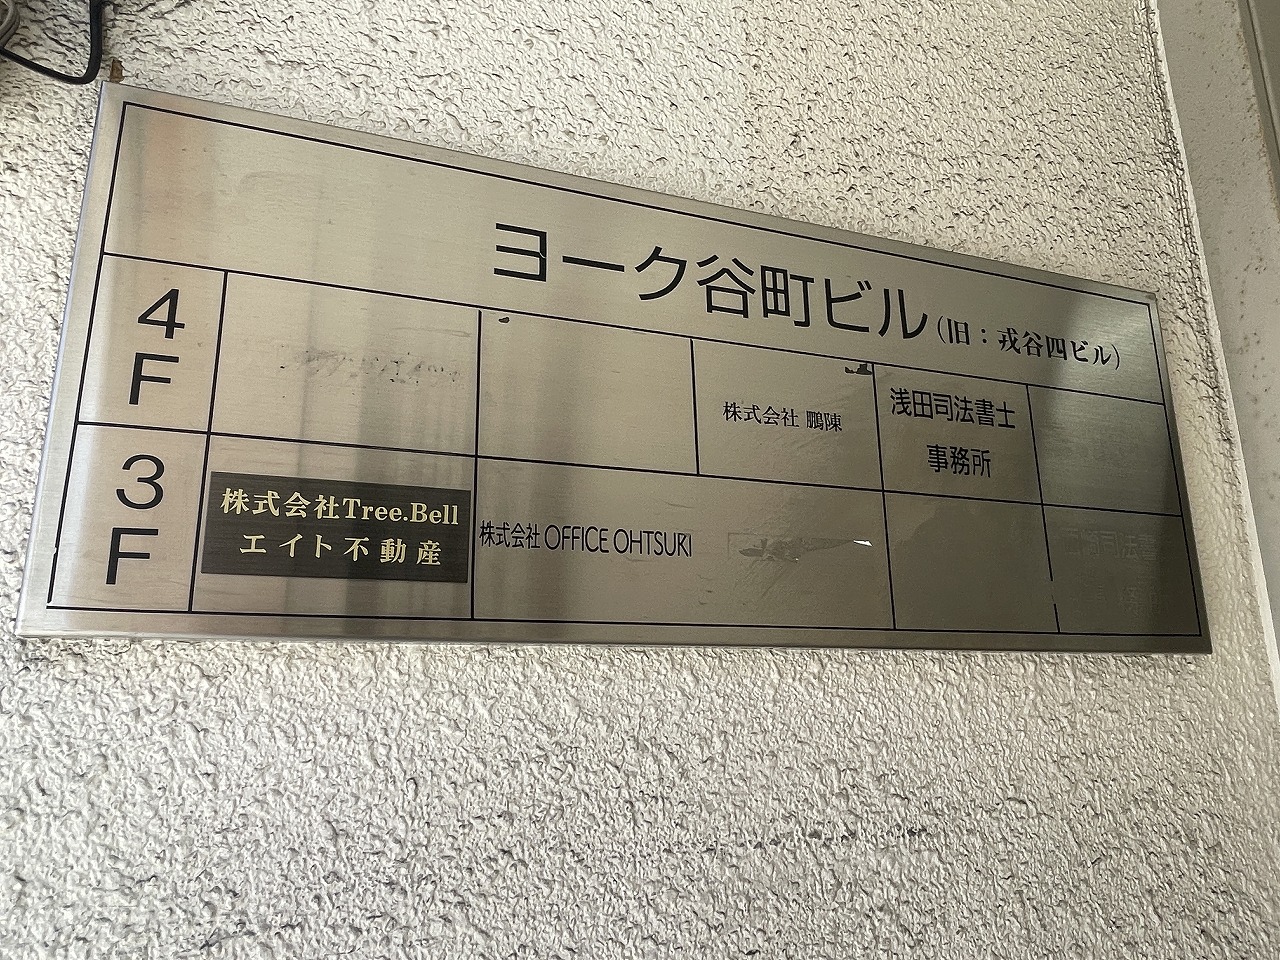 ヨーク谷町ビル(旧：戎谷四ビル)
4F
株式会社 鵬陳
浅田司法書士
事務所
3F
株式会社Tree.Bell
エイト不動産
株式会社 OFFICE OHTSUKI